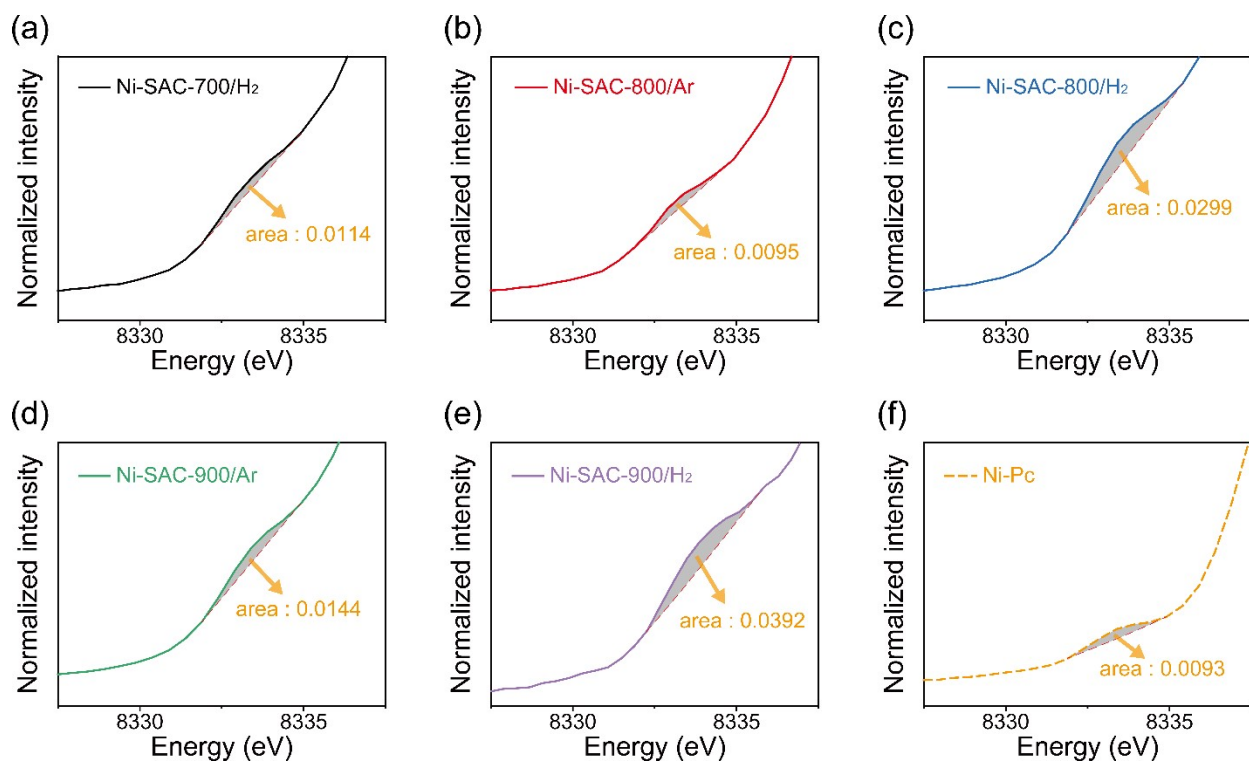 (a)
Normalized intensity
Ni-SAC-700/H₂
area : 0.0114
8330
8335
Energy (eV)
(b)
Normalized intensity
Ni-SAC-800/Ar
area : 0.0095
8330
8335
Energy (eV)
(c)
Normalized intensity
Ni-SAC-800/H₂
area : 0.0299
8330
8335
Energy (eV)
(d)
Normalized intensity
Ni-SAC-900/Ar
area : 0.0144
8330
8335
Energy (eV)
(e)
Normalized intensity
Ni-SAC-900/H₂
area : 0.0392
8330
8335
Energy (eV)
(f)
Normalized intensity
Ni-Pc
area : 0.0093
8330
8335
Energy (eV)